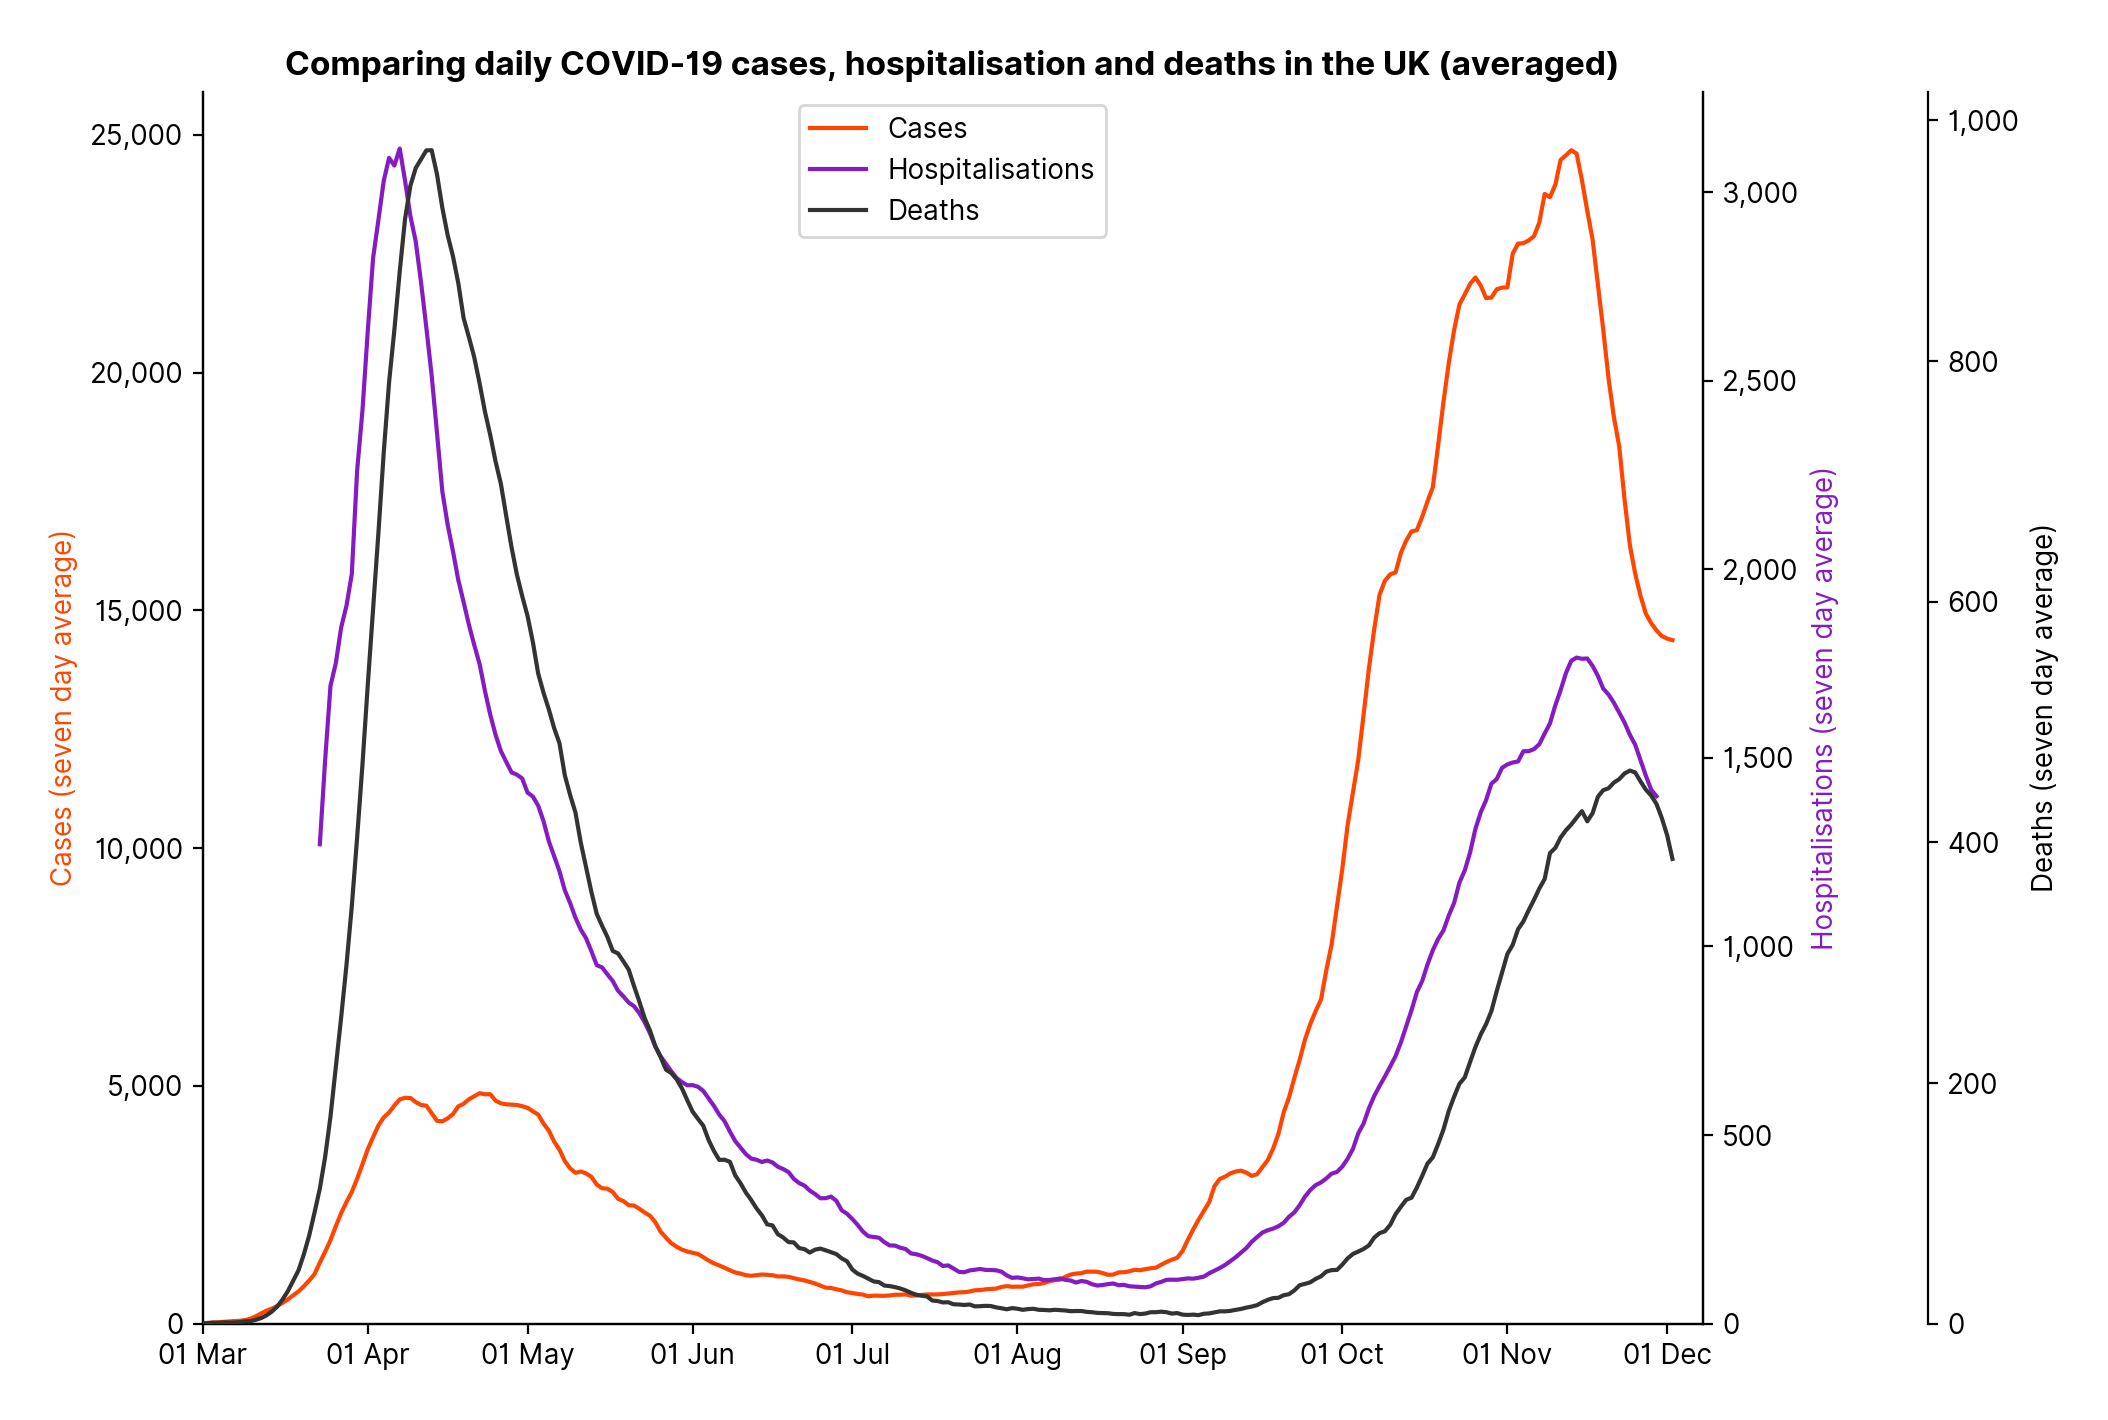 Comparing daily COVID-19 cases, hospitalisation and deaths in the UK (averaged)
Cases
Hospitalisations
Deaths
Cases (seven day average)
25,000
20,000
15,000
10,000
5,000
0
01 Mar
01 Apr
01 May
01 Jun
01 Jul
01 Aug
01 Sep
01 Oct
01 Nov
01 Dec
3,000
2,500
2,000
1,500
1,000
500
0
Hospitalisations (seven day average)
1,000
800
600
400
200
0
Deaths (seven day average)